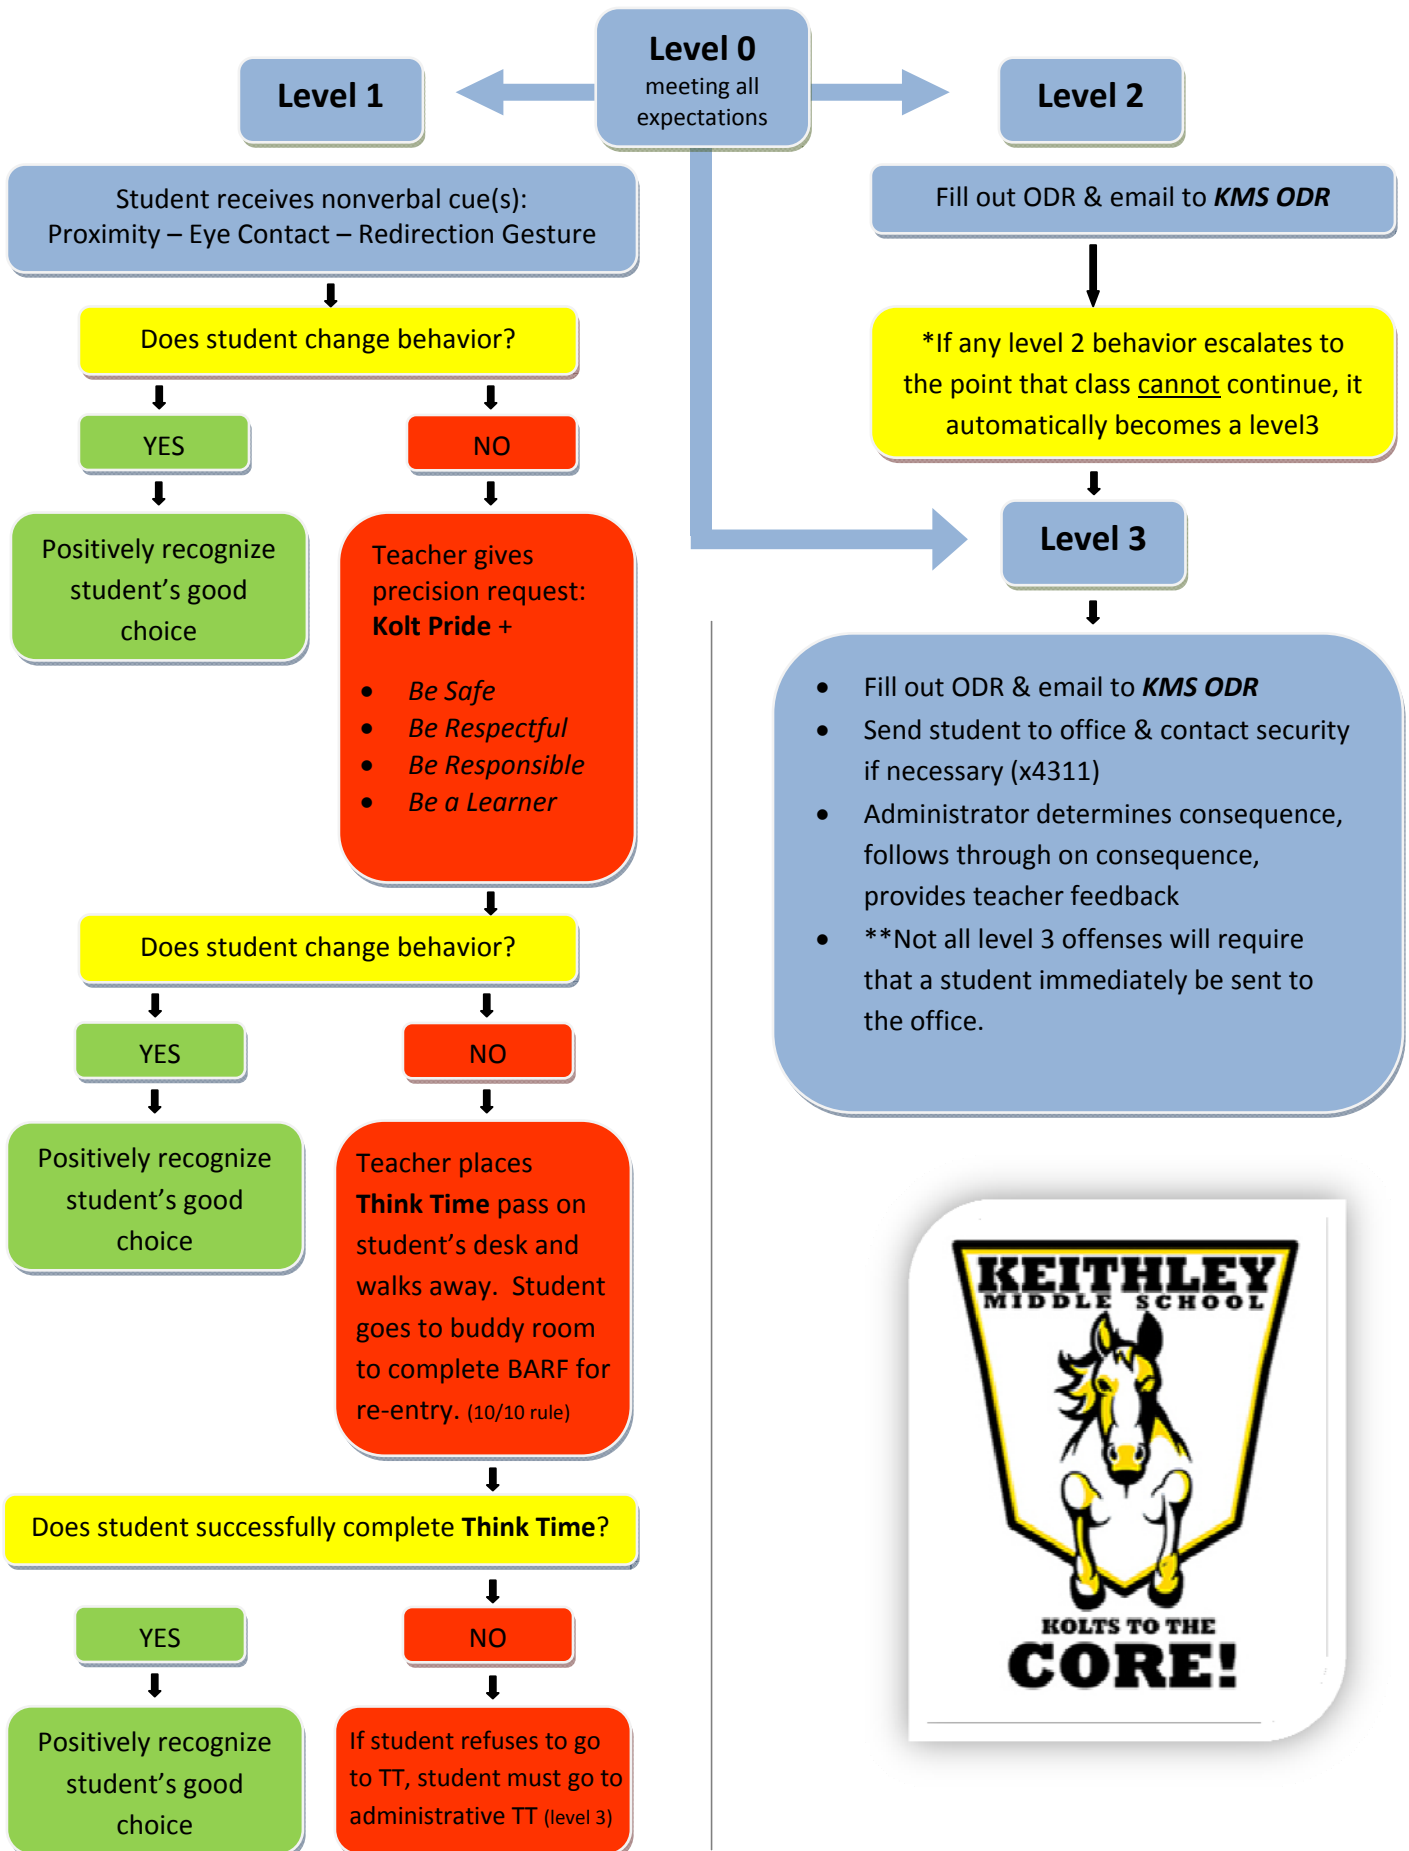 Level 0
meeting all
expectations
Level 1
Level 2
Student receives nonverbal cue(s):
Proximity – Eye Contact – Redirection Gesture
Does student change behavior?
YES
NO
Positively recognize
student’s good
choice
Teacher gives
precision request:
Kolt Pride +
• Be Safe
• Be Respectful
• Be Responsible
• Be a Learner
Does student change behavior?
YES
NO
Positively recognize
student’s good
choice
Teacher places
Think Time pass on
student’s desk and
walks away. Student
goes to buddy room
to complete BARF for
re-entry. (10/10 rule)
Does student successfully complete Think Time?
YES
NO
Positively recognize
student’s good
choice
If student refuses to go
to TT, student must go to
administrative TT (level 3)
Fill out ODR & email to KMS ODR
*If any level 2 behavior escalates to
the point that class cannot continue, it
automatically becomes a level3
Level 3
• Fill out ODR & email to KMS ODR
• Send student to office & contact security
if necessary (x4311)
• Administrator determines consequence,
follows through on consequence,
provides teacher feedback
• **Not all level 3 offenses will require
that a student immediately be sent to
the office.
KEITHLEY
MIDDLE SCHOOL
KOLTS TO THE
CORE!